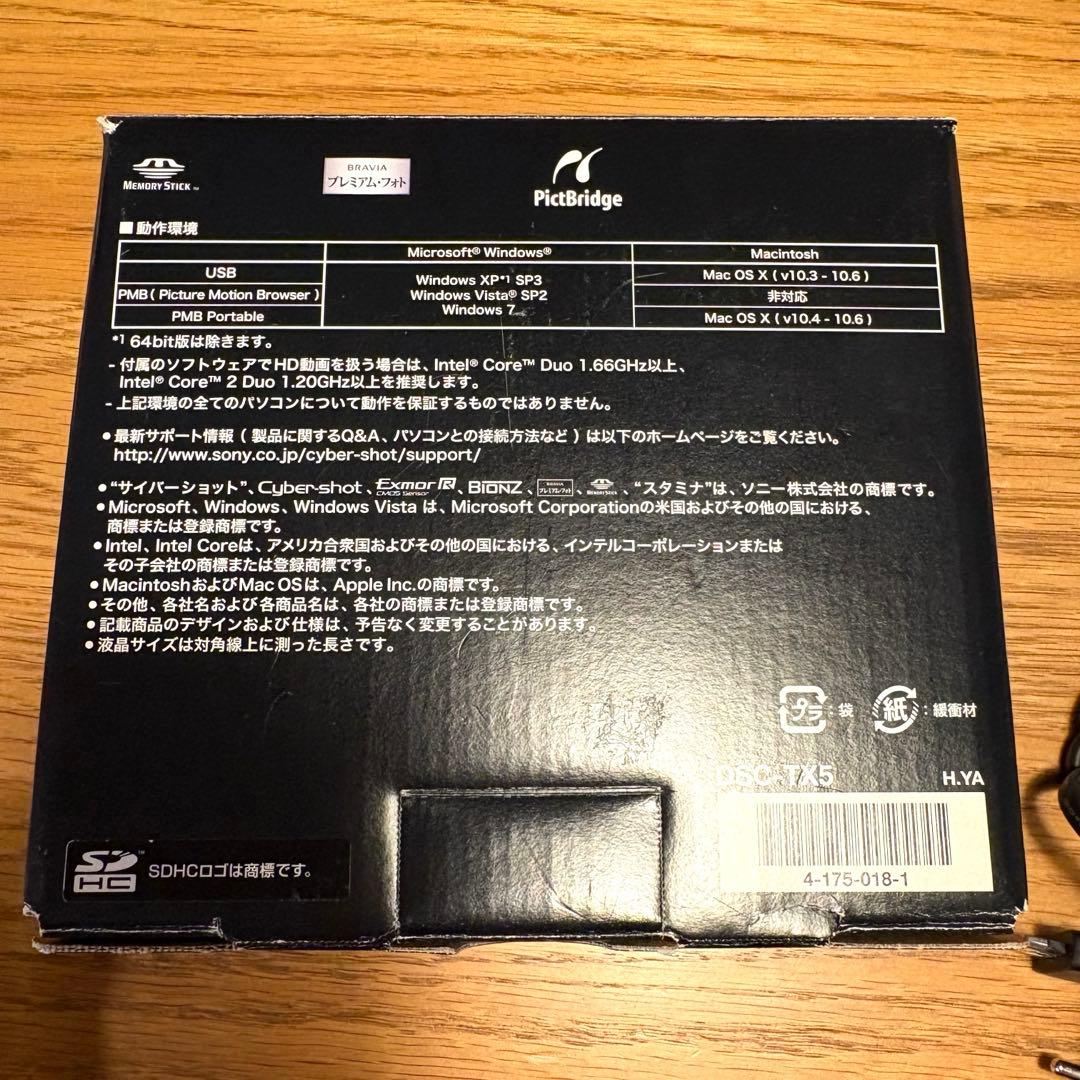 MEMORY STICK™
BRAVIA
プレミアム・フォト
PictBridge
■動作環境
Microsoft® Windows® Macintosh
USB Windows XP*1 SP3 Mac OS X ( v10.3 - 10.6 )
PMB ( Picture Motion Browser ) Windows Vista® SP2 非対応
PMB Portable Windows 7 Mac OS X ( v10.4 - 10.6 )
*1 64bit版は除きます。
- 付属のソフトウェアでHD動画を扱う場合は、Intel® Core™ Duo 1.66GHz以上、
Intel® Core™ 2 Duo 1.20GHz以上を推奨します。
- 上記環境の全てのパソコンについて動作を保証するものではありません。
●最新サポート情報（製品に関するQ&A、パソコンとの接続方法など）は以下のホームページをご覧ください。
http://www.sony.co.jp/cyber-shot/support/
●“サイバーショット”、Cyber-shot、Exmor R CMOS Sensor、BIONZ、BRAVIA プレミアムフォト、MEMORY STICK、“スタミナ”は、ソニー株式会社の商標です。
●Microsoft、Windows、Windows Vista は、Microsoft Corporationの米国およびその他の国における、
商標または登録商標です。
●Intel、Intel Coreは、アメリカ合衆国およびその他の国における、インテルコーポレーションまたは
その子会社の商標または登録商標です。
●MacintoshおよびMac OSは、Apple Inc.の商標です。
●その他、各社名および各商品名は、各社の商標または登録商標です。
●記載商品のデザインおよび仕様は、予告なく変更することがあります。
●液晶サイズは対角線上に測った長さです。
プラ：袋 紙：緩衝材
DSC-TX5 H.YA
4-175-018-1
SD HC™ SDHCロゴは商標です。